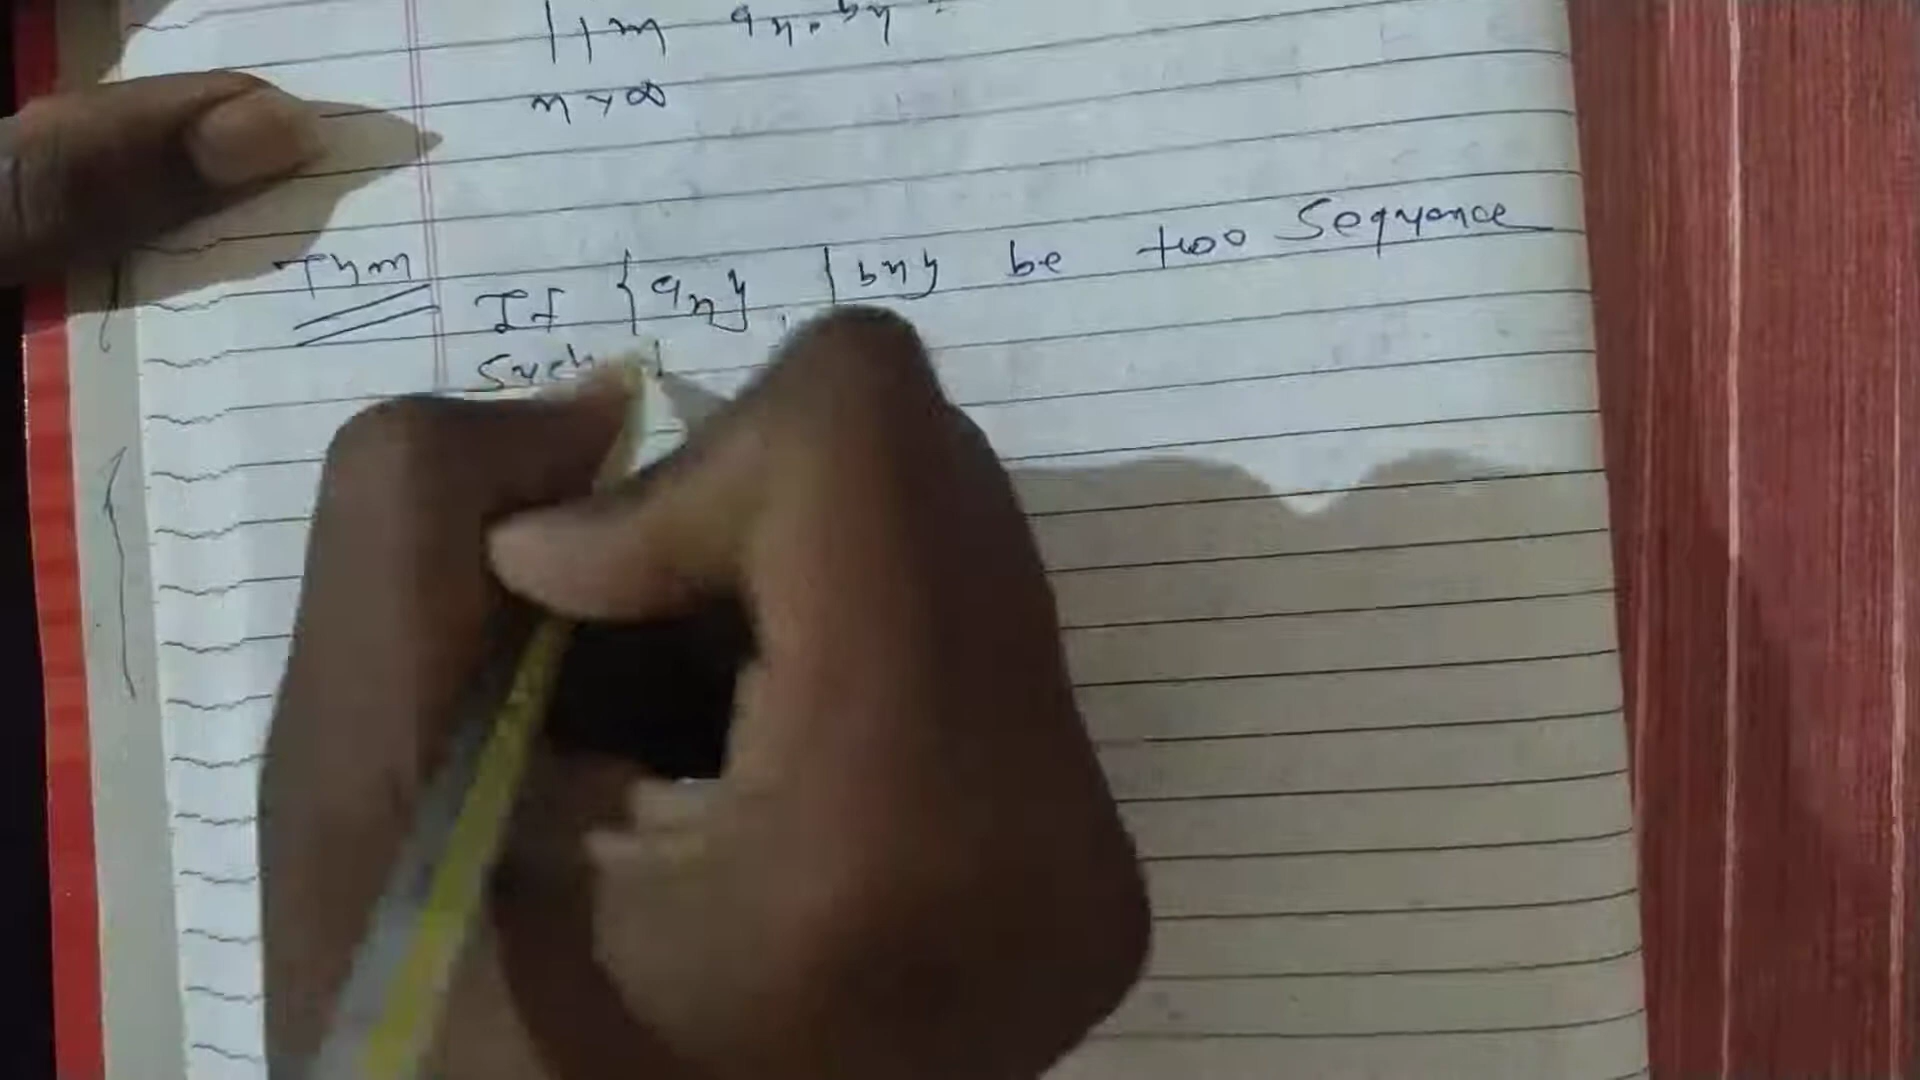 lim an.bn
n→∞
Thm
If {an}, {bn} be two Sequence
Such